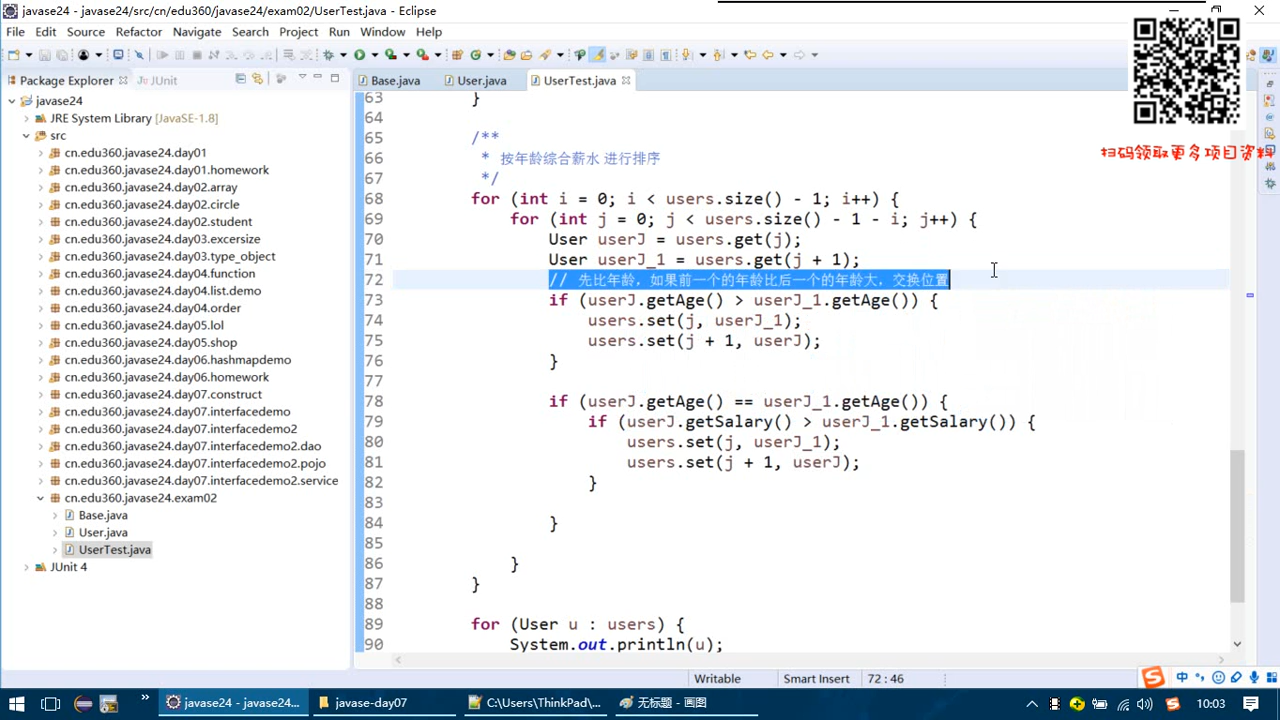 javase24 - javase24/src/cn/edu360/javase24/exam02/UserTest.java - Eclipse
File Edit Source Refactor Navigate Search Project Run Window Help
扫码领取更多项目资料
Package Explorer
JUnit
javase24
JRE System Library [JavaSE-1.8]
src
cn.edu360.javase24.day01
cn.edu360.javase24.day01.homework
cn.edu360.javase24.day02.array
cn.edu360.javase24.day02.circle
cn.edu360.javase24.day02.student
cn.edu360.javase24.day03.excersize
cn.edu360.javase24.day03.type_object
cn.edu360.javase24.day04.function
cn.edu360.javase24.day04.list.demo
cn.edu360.javase24.day04.order
cn.edu360.javase24.day05.lol
cn.edu360.javase24.day05.shop
cn.edu360.javase24.day06.hashmapdemo
cn.edu360.javase24.day06.homework
cn.edu360.javase24.day07.construct
cn.edu360.javase24.day07.interfacedemo
cn.edu360.javase24.day07.interfacedemo2
cn.edu360.javase24.day07.interfacedemo2.dao
cn.edu360.javase24.day07.interfacedemo2.pojo
cn.edu360.javase24.day07.interfacedemo2.service
cn.edu360.javase24.exam02
Base.java
User.java
UserTest.java
JUnit 4
Base.java User.java UserTest.java
63 }
64
65 /**
66 * 按年龄综合薪水 进行排序
67 */
68 for (int i = 0; i < users.size() - 1; i++) {
69 for (int j = 0; j < users.size() - 1 - i; j++) {
70 User userJ = users.get(j);
71 User userJ_1 = users.get(j + 1);
72 // 先比年龄，如果前一个的年龄比后一个的年龄大，交换位置
73 if (userJ.getAge() > userJ_1.getAge()) {
74 users.set(j, userJ_1);
75 users.set(j + 1, userJ);
76 }
77
78 if (userJ.getAge() == userJ_1.getAge()) {
79 if (userJ.getSalary() > userJ_1.getSalary()) {
80 users.set(j, userJ_1);
81 users.set(j + 1, userJ);
82 }
83
84 }
85
86 }
87 }
88
89 for (User u : users) {
90 System.out.println(u);
Writable Smart Insert 72 : 46
中
javase24 - javase24... javase-day07 C:\Users\ThinkPad\... 无标题 - 画图 10:03